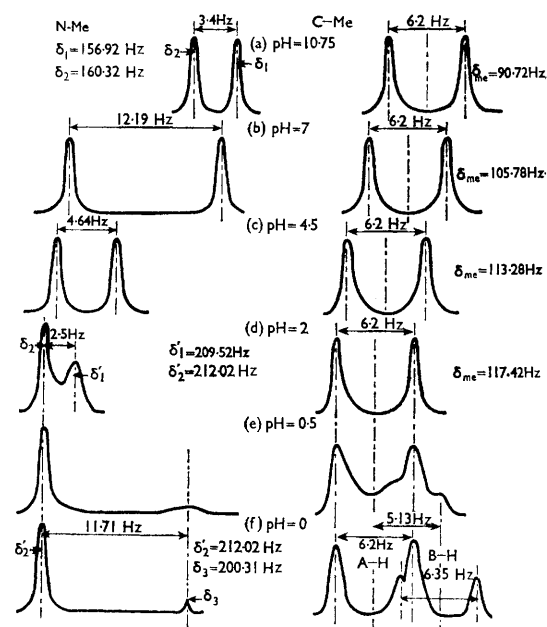 N-Me
C-Me
δ₁=156.92 Hz
δ₂=160.32 Hz
3.4Hz
(a) pH=10.75
6.2 Hz
δ₂
δ₁
δme=90.72Hz
12.19 Hz
(b) pH=7
6.2Hz
δme=105.78Hz.
4.64Hz
(c) pH=4.5
6.2 Hz
δme=113.28Hz
(d) pH=2
6.2 Hz
δ₂
2.5Hz
δ′₁
δ′₁=209.52Hz
δ′₂=212.02 Hz
δme=117.42Hz
(e) pH=0.5
(f) pH=0
5.13Hz
11.71 Hz
6.2Hz
δ′₂
δ′₂=212.02 Hz
δ₃=200.31 Hz
A-H
B-H
6.35 Hz
δ₃